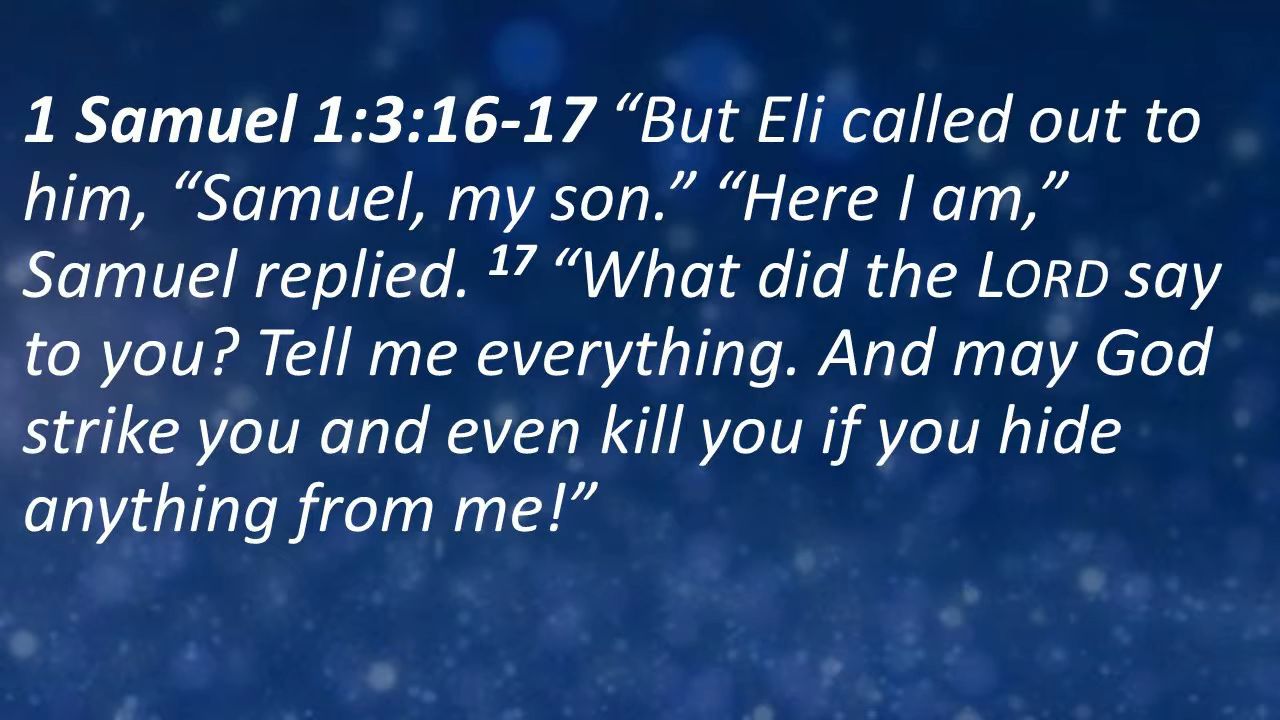 1 Samuel 1:3:16-17 “But Eli called out to
him, “Samuel, my son.” “Here I am,”
Samuel replied. 17 “What did the LORD say
to you? Tell me everything. And may God
strike you and even kill you if you hide
anything from me!”